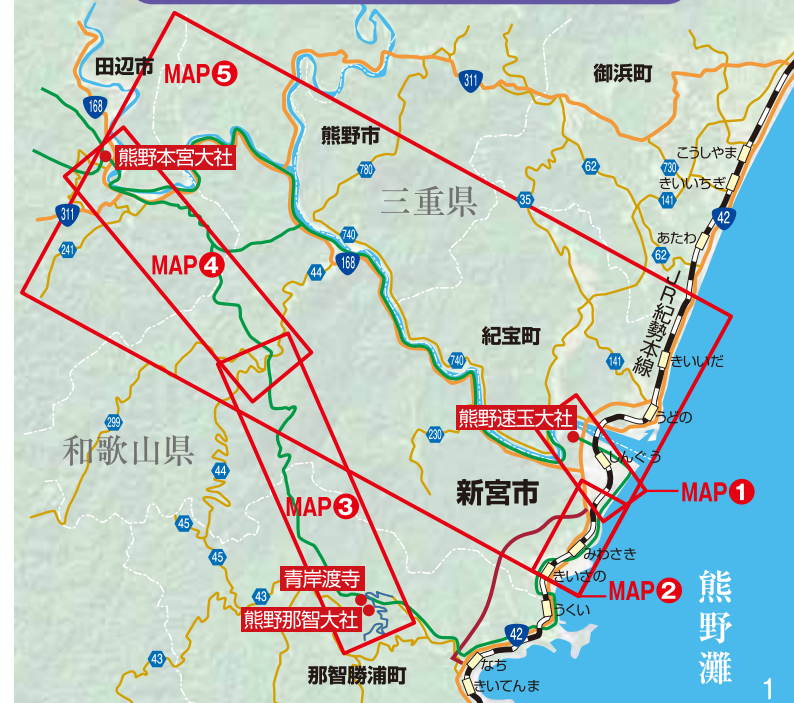 田辺市
MAP❺
311
御浜町
168
熊野市
こうしやま
熊野本宮大社
780
62
730
きいいちぎ
三重県
35
141
42
311
740
あたわ
241
MAP❹
168
62
44
JR紀勢本線
紀宝町
740
141
きいいだ
299
熊野速玉大社
うどの
和歌山県
230
しんぐう
44
新宮市
MAP❶
MAP❸
45
みわさき
45
青岸渡寺
きいさの
43
MAP❷
熊野那智大社
うくい
熊野灘
42
43
那智勝浦町
なち
きいてんま
1